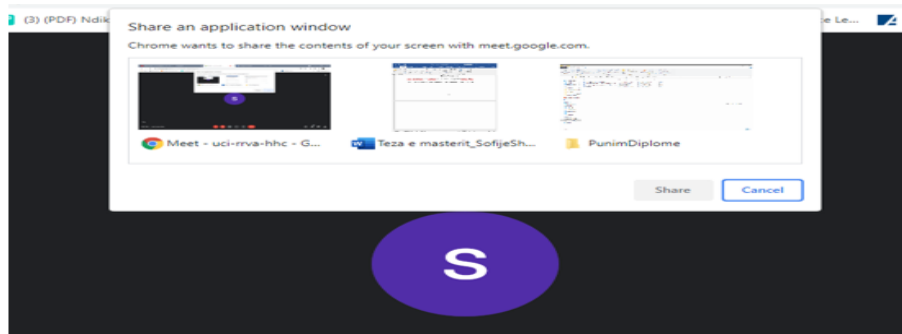 (3) (PDF) Ndik
e Le...
Share an application window
Chrome wants to share the contents of your screen with meet.google.com.
Meet - uci-rrva-hhc - G...
Teza e masterit_SofijeSh...
PunimDiplome
Share
Cancel
S